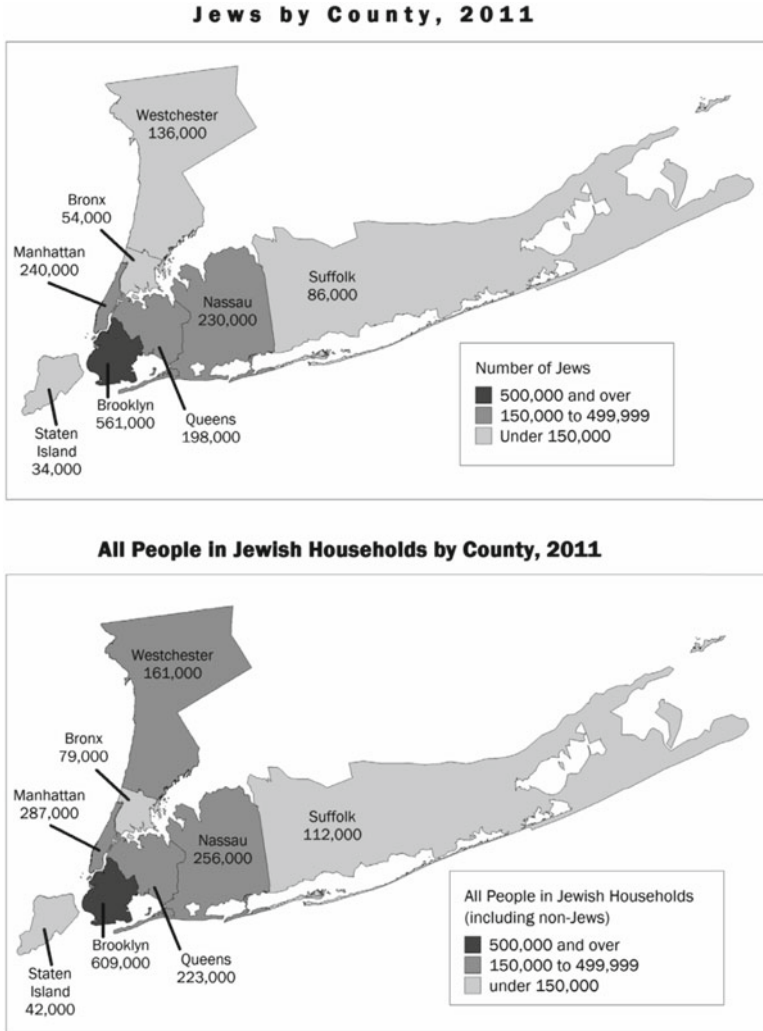 Jews by County, 2011
Westchester
136,000
Bronx
54,000
Manhattan
240,000
Nassau
230,000
Suffolk
86,000
Brooklyn
561,000
Queens
198,000
Staten
Island
34,000
Number of Jews
500,000 and over
150,000 to 499,999
Under 150,000
All People in Jewish Households by County, 2011
Westchester
161,000
Bronx
79,000
Manhattan
287,000
Nassau
256,000
Suffolk
112,000
Brooklyn
609,000
Queens
223,000
Staten
Island
42,000
All People in Jewish Households
(including non-Jews)
500,000 and over
150,000 to 499,999
under 150,000